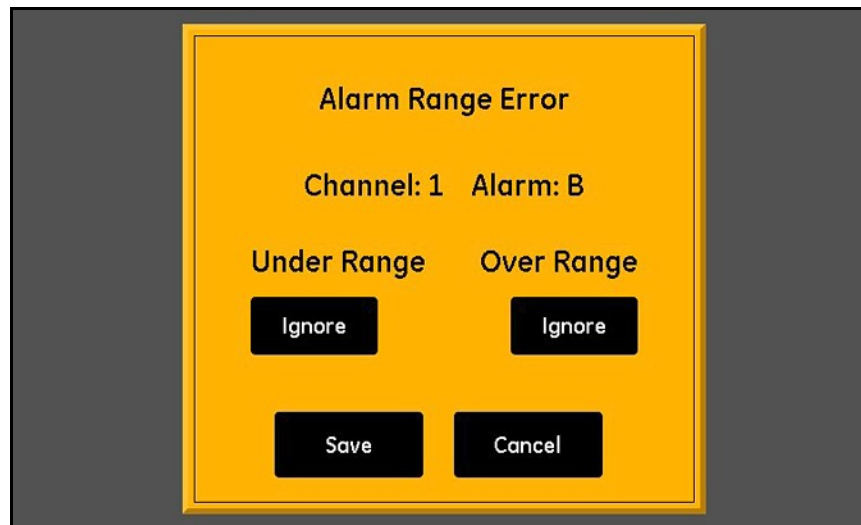 Alarm Range Error
Channel: 1 Alarm: B
Under Range Over Range
Ignore Ignore
Save Cancel